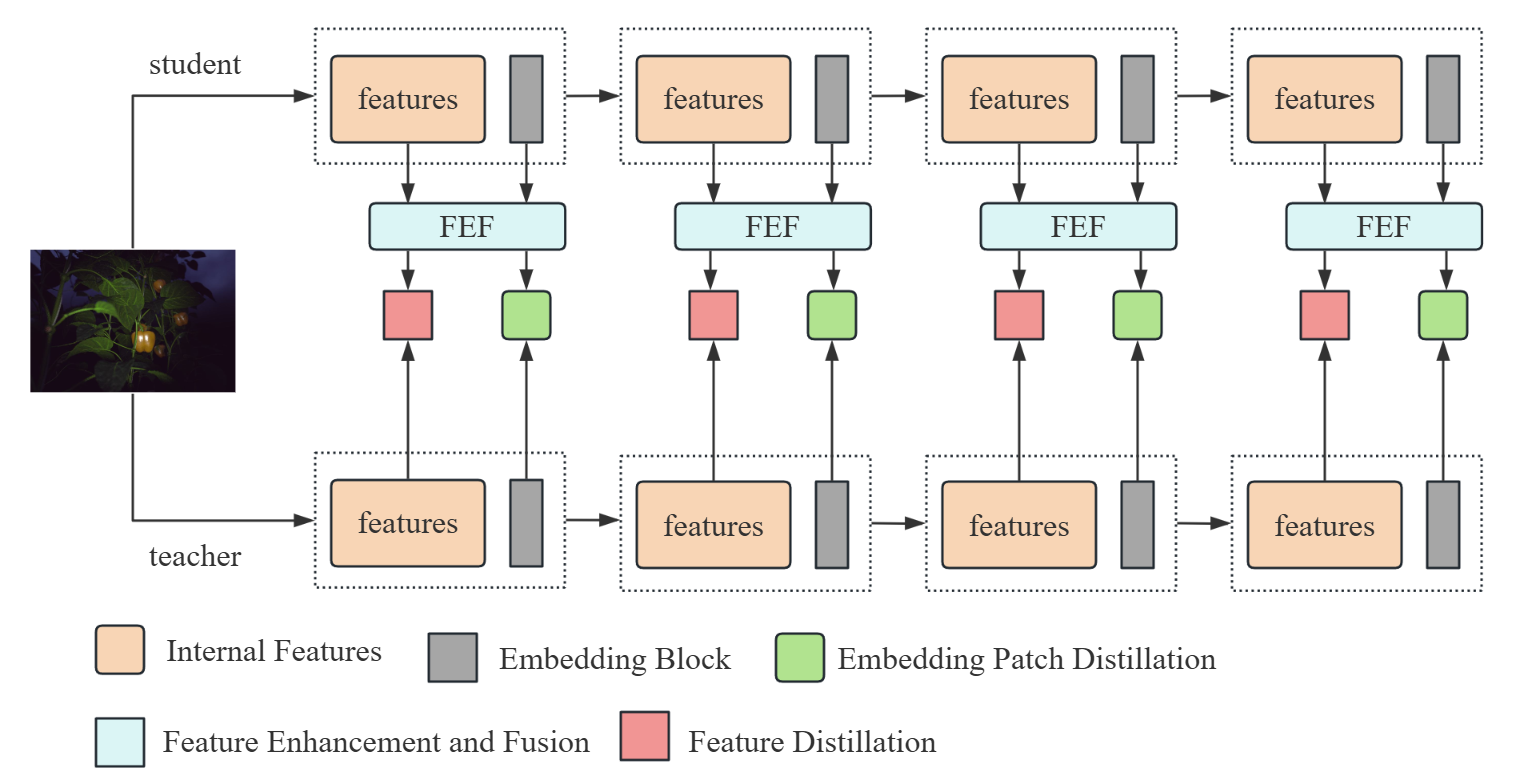 student
features features features features
FEF FEF FEF FEF
features features features features
teacher
Internal Features Embedding Block Embedding Patch Distillation
Feature Enhancement and Fusion Feature Distillation